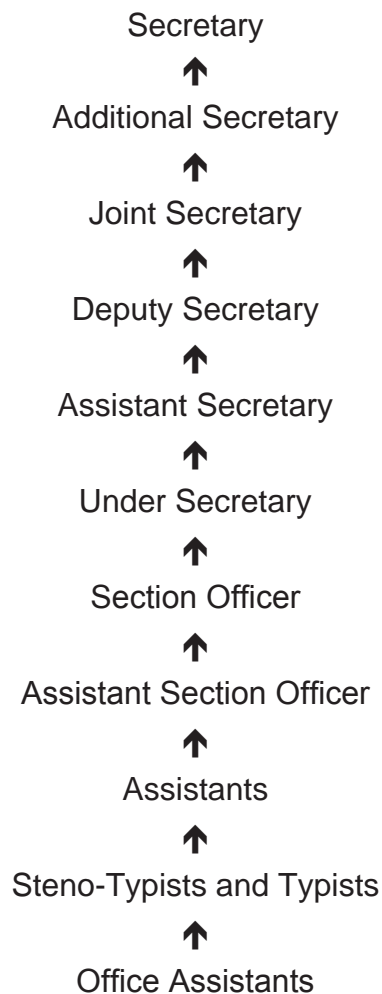 Secretary
Additional Secretary
Joint Secretary
Deputy Secretary
Assistant Secretary
Under Secretary
Section Officer
Assistant Section Officer
Assistants
Steno-Typists and Typists
Office Assistants